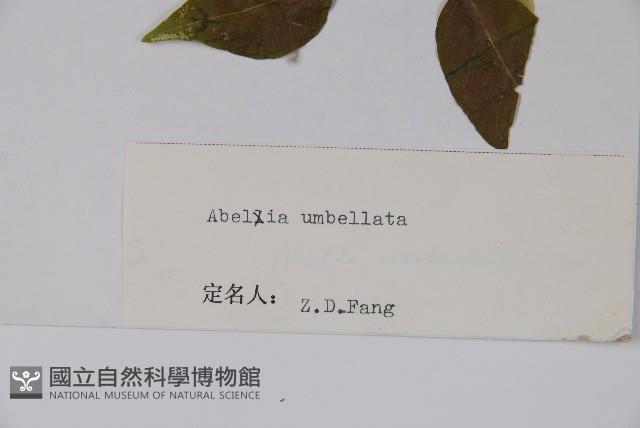 Abelia umbellata
定名人： Z.D.Fang
國立自然科學博物館
NATIONAL MUSEUM OF NATURAL SCIENCE